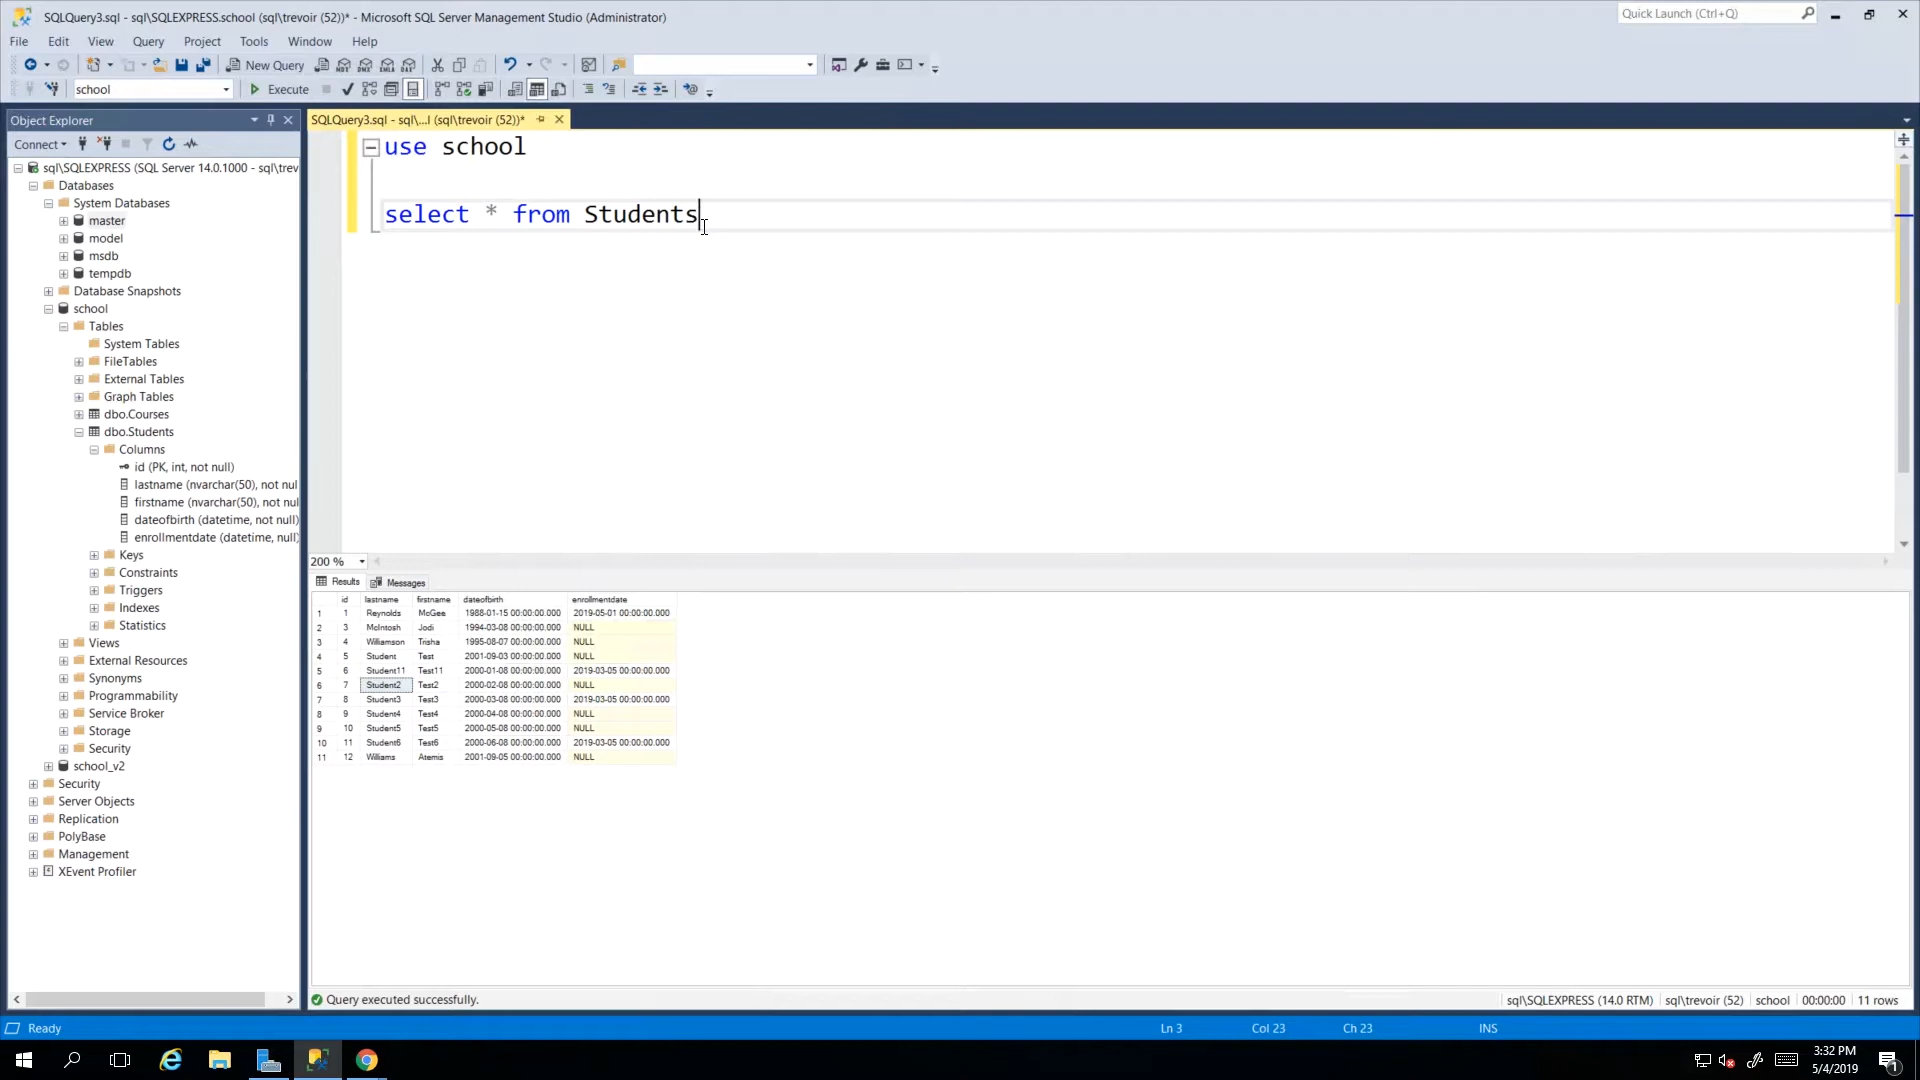 SQLQuery3.sql - sql\SQLEXPRESS.school (sql\trevoir (52))* - Microsoft SQL Server Management Studio (Administrator)
Quick Launch (Ctrl+Q)
File Edit View Query Project Tools Window Help
New Query
school Execute
Object Explorer
SQLQuery3.sql - sql\...l (sql\trevoir (52))*
Connect
sql\SQLEXPRESS (SQL Server 14.0.1000 - sql\trev
Databases
System Databases
master
model
msdb
tempdb
Database Snapshots
school
Tables
System Tables
FileTables
External Tables
Graph Tables
dbo.Courses
dbo.Students
Columns
id (PK, int, not null)
lastname (nvarchar(50), not nul
firstname (nvarchar(50), not nul
dateofbirth (datetime, not null)
enrollmentdate (datetime, null)
Keys
Constraints
Triggers
Indexes
Statistics
Views
External Resources
Synonyms
Programmability
Service Broker
Storage
Security
school_v2
Security
Server Objects
Replication
PolyBase
Management
XEvent Profiler
use school
select * from Students
200 %
Results Messages
id lastname firstname dateofbirth enrollmentdate
1 1 Reynolds McGee 1988-01-15 00:00:00.000 2019-05-01 00:00:00.000
2 3 McIntosh Jodi 1994-03-08 00:00:00.000 NULL
3 4 Williamson Trisha 1995-08-07 00:00:00.000 NULL
4 5 Student Test 2001-09-03 00:00:00.000 NULL
5 6 Student11 Test11 2000-01-08 00:00:00.000 2019-03-05 00:00:00.000
6 7 Student2 Test2 2000-02-08 00:00:00.000 NULL
7 8 Student3 Test3 2000-03-08 00:00:00.000 2019-03-05 00:00:00.000
8 9 Student4 Test4 2000-04-08 00:00:00.000 NULL
9 10 Student5 Test5 2000-05-08 00:00:00.000 NULL
10 11 Student6 Test6 2000-06-08 00:00:00.000 2019-03-05 00:00:00.000
11 12 Williams Atemis 2001-09-05 00:00:00.000 NULL
Query executed successfully.
sql\SQLEXPRESS (14.0 RTM) sql\trevoir (52) school 00:00:00 11 rows
Ready Ln 3 Col 23 Ch 23 INS
3:32 PM
5/4/2019
1